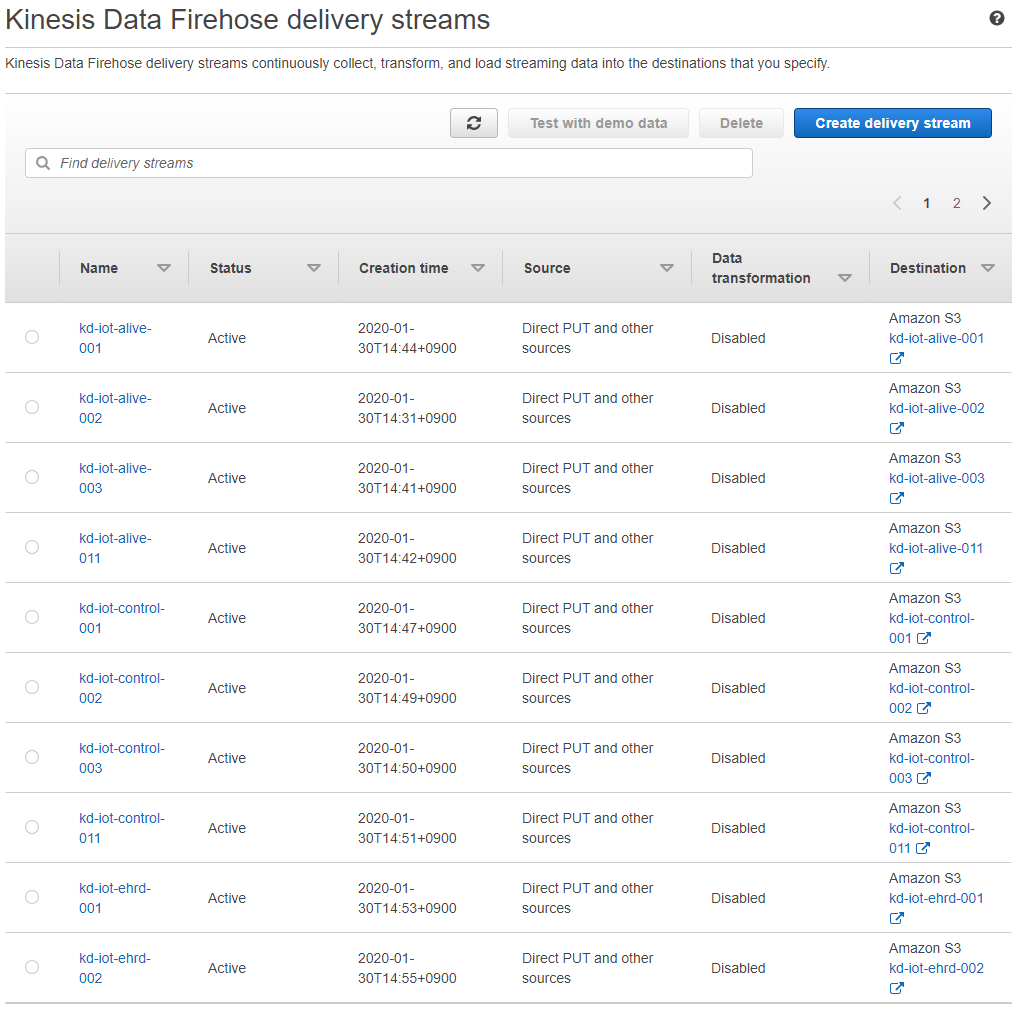 Kinesis Data Firehose delivery streams
Kinesis Data Firehose delivery streams continuously collect, transform, and load streaming data into the destinations that you specify.
Test with demo data
Delete
Create delivery stream
Find delivery streams
1
2
Name
Status
Creation time
Source
Data
transformation
Destination
kd-iot-alive-
001
Active
2020-01-
30T14:44+0900
Direct PUT and other
sources
Disabled
Amazon S3
kd-iot-alive-001
kd-iot-alive-
002
Active
2020-01-
30T14:31+0900
Direct PUT and other
sources
Disabled
Amazon S3
kd-iot-alive-002
kd-iot-alive-
003
Active
2020-01-
30T14:41+0900
Direct PUT and other
sources
Disabled
Amazon S3
kd-iot-alive-003
kd-iot-alive-
011
Active
2020-01-
30T14:42+0900
Direct PUT and other
sources
Disabled
Amazon S3
kd-iot-alive-011
kd-iot-control-
001
Active
2020-01-
30T14:47+0900
Direct PUT and other
sources
Disabled
Amazon S3
kd-iot-control-
001
kd-iot-control-
002
Active
2020-01-
30T14:49+0900
Direct PUT and other
sources
Disabled
Amazon S3
kd-iot-control-
002
kd-iot-control-
003
Active
2020-01-
30T14:50+0900
Direct PUT and other
sources
Disabled
Amazon S3
kd-iot-control-
003
kd-iot-control-
011
Active
2020-01-
30T14:51+0900
Direct PUT and other
sources
Disabled
Amazon S3
kd-iot-control-
011
kd-iot-ehrd-
001
Active
2020-01-
30T14:53+0900
Direct PUT and other
sources
Disabled
Amazon S3
kd-iot-ehrd-001
kd-iot-ehrd-
002
Active
2020-01-
30T14:55+0900
Direct PUT and other
sources
Disabled
Amazon S3
kd-iot-ehrd-002